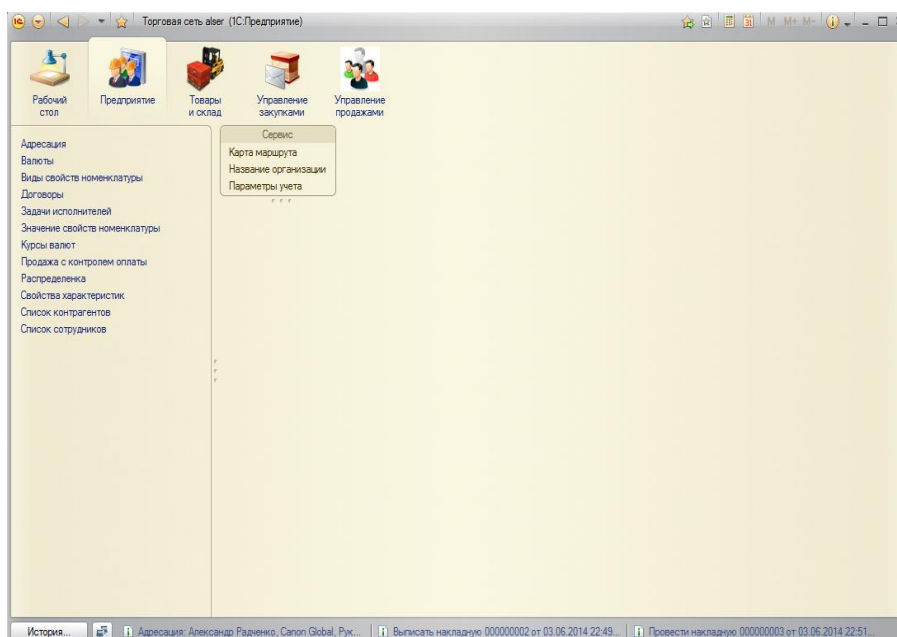 Торговая сеть alser (1С:Предприятие)
M M+ M-
Рабочий стол
Предприятие
Товары и склад
Управление закупками
Управление продажами
Адресация
Валюты
Виды свойств номенклатуры
Договоры
Задачи исполнителей
Значение свойств номенклатуры
Курсы валют
Продажа с контролем оплаты
Распределенка
Свойства характеристик
Список контрагентов
Список сотрудников
Сервис
Карта маршрута
Название организации
Параметры учета
История...
Адресация: Александр Радченко, Canon Global, Рук...
Выписать накладную 000000002 от 03.06.2014 22:49...
Провести накладную 000000003 от 03.06.2014 22:51...